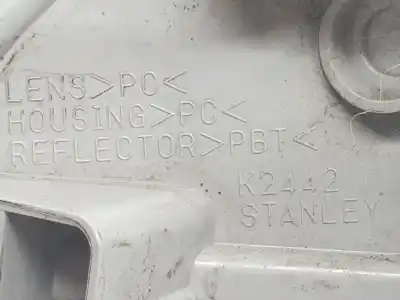 LENS>PC<
HOUSING>PC<
REFLECTOR>PBT<
K2442
STANLEY